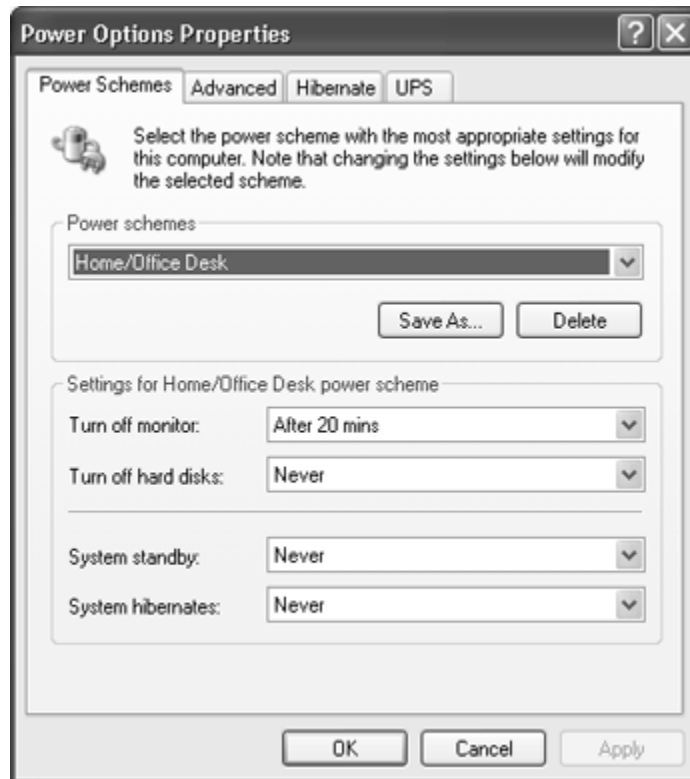 Power Options Properties
Power Schemes Advanced Hibernate UPS
Select the power scheme with the most appropriate settings for
this computer. Note that changing the settings below will modify
the selected scheme.
Power schemes
Home/Office Desk
Save As... Delete
Settings for Home/Office Desk power scheme
Turn off monitor: After 20 mins
Turn off hard disks: Never
System standby: Never
System hibernates: Never
OK Cancel Apply